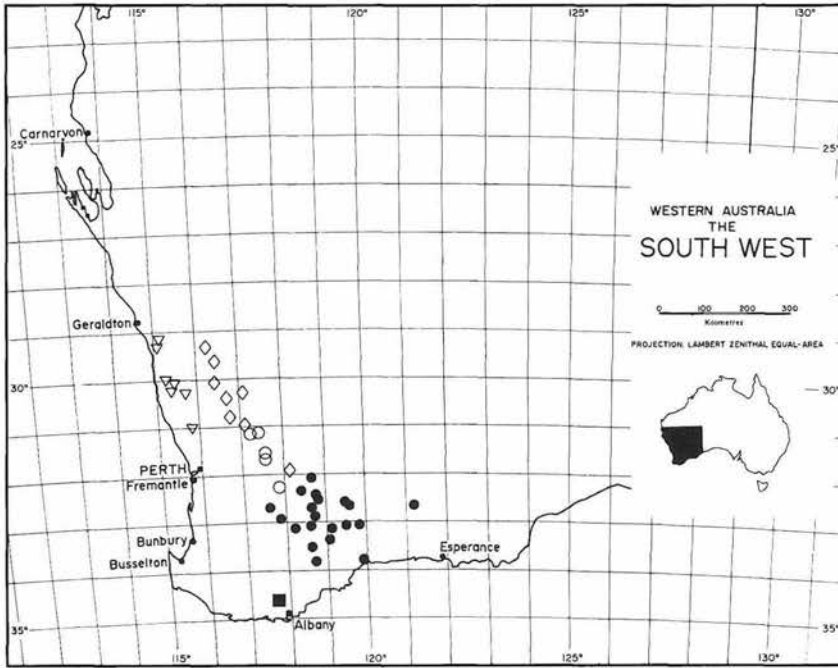 115° 120° 125° 130°
Carnarvon
25° 25°
WESTERN AUSTRALIA
THE
SOUTH WEST
0 100 200 300
Kilometres
PROJECTION: LAMBERT ZENITHAL EQUAL-AREA
Geraldton
30° 30°
PERTH
Fremantle
Bunbury
Busselton
Esperance
Albany
35° 35°
115° 120° 125° 130°